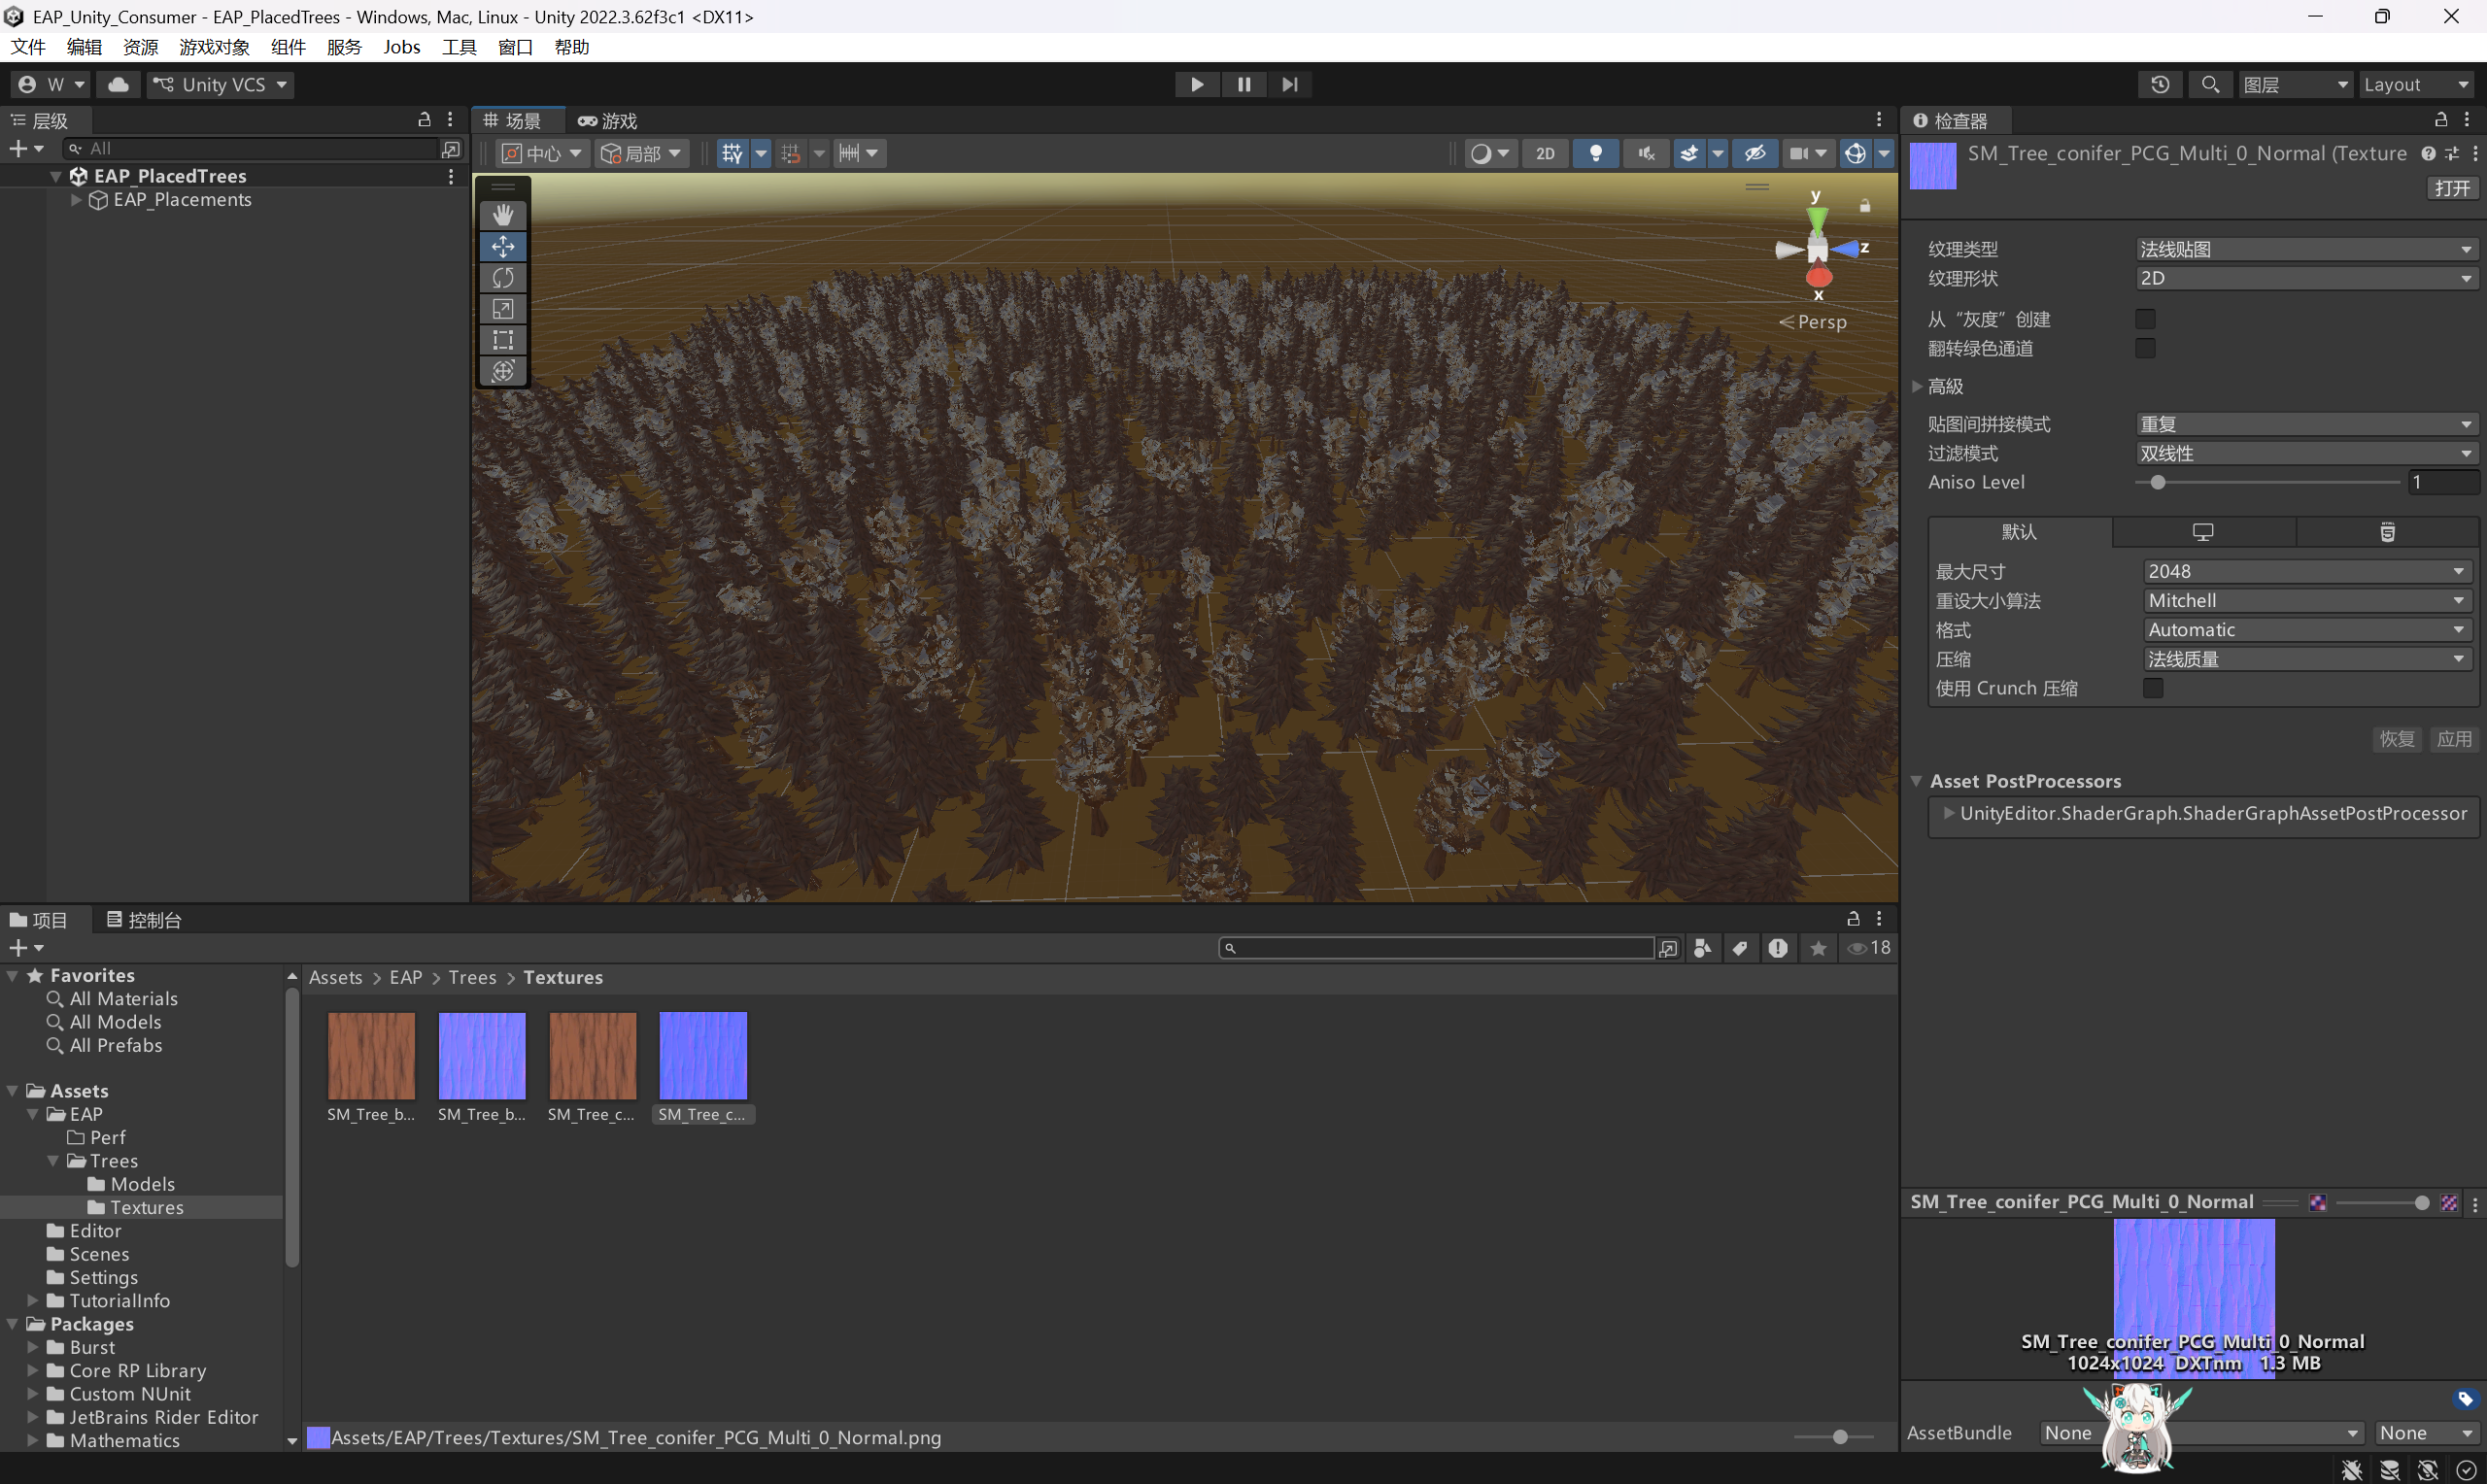 EAP_Unity_Consumer - EAP_PlacedTrees - Windows, Mac, Linux - Unity 2022.3.62f3c1 <DX11>
文件 编辑 资源 游戏对象 组件 服务 Jobs 工具 窗口 帮助
W Unity VCS 图层 Layout
层级
All
EAP_PlacedTrees
EAP_Placements
场景 游戏
中心 局部 2D
y
z
x
Persp
检查器
SM_Tree_conifer_PCG_Multi_0_Normal (Texture
打开
纹理类型 法线贴图
纹理形状 2D
从“灰度”创建
翻转绿色通道
高級
贴图间拼接模式 重复
过滤模式 双线性
Aniso Level 1
默认
最大尺寸 2048
重设大小算法 Mitchell
格式 Automatic
压缩 法线质量
使用 Crunch 压缩
恢复 应用
Asset PostProcessors
UnityEditor.ShaderGraph.ShaderGraphAssetPostProcessor
项目 控制台
18
Favorites
All Materials
All Models
All Prefabs
Assets
EAP
Perf
Trees
Models
Textures
Editor
Scenes
Settings
TutorialInfo
Packages
Burst
Core RP Library
Custom NUnit
JetBrains Rider Editor
Mathematics
Assets > EAP > Trees > Textures
SM_Tree_b... SM_Tree_b... SM_Tree_c... SM_Tree_c...
Assets/EAP/Trees/Textures/SM_Tree_conifer_PCG_Multi_0_Normal.png
SM_Tree_conifer_PCG_Multi_0_Normal
SM_Tree_conifer_PCG_Multi_0_Normal
1024x1024 DXTnm 1.3 MB
AssetBundle None None